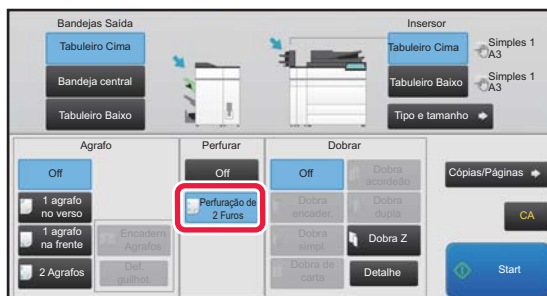 Bandejas Saída
Insersor
Tabuleiro Cima
Tabuleiro Cima
Simples 1
A3
Bandeja central
Tabuleiro Baixo
Simples 1
A3
Tabuleiro Baixo
Tipo e tamanho
Agrafo
Perfurar
Dobrar
Off
Off
Off
Dobra
acordeão
Cópias/Páginas
1 agrafo
no verso
Perfuração de
2 Furos
Dobra
encader.
Dobra
dupla
CA
1 agrafo
na frente
Encadern
Agrafos
Dobra
simpl.
Dobra Z
2 Agrafos
Def.
guilhot.
Dobra de
carta
Detalhe
Start